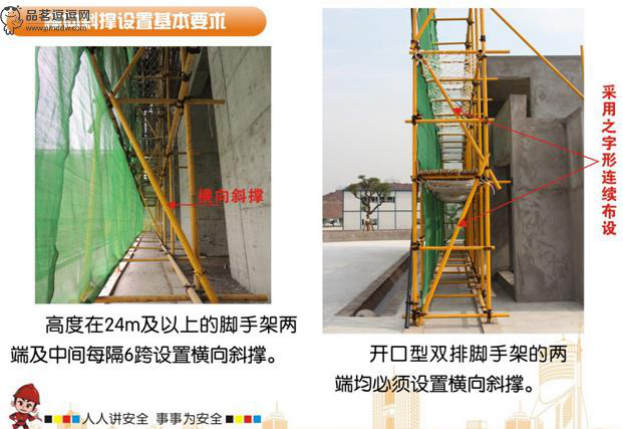 品茗逗逗网
www.pmddw.com
横向斜撑设置基本要求
横向斜撑
采用之字形连续布设
高度在24m及以上的脚手架两
端及中间每隔6跨设置横向斜撑。
开口型双排脚手架的两
端均必须设置横向斜撑。
人人讲安全 事事为安全